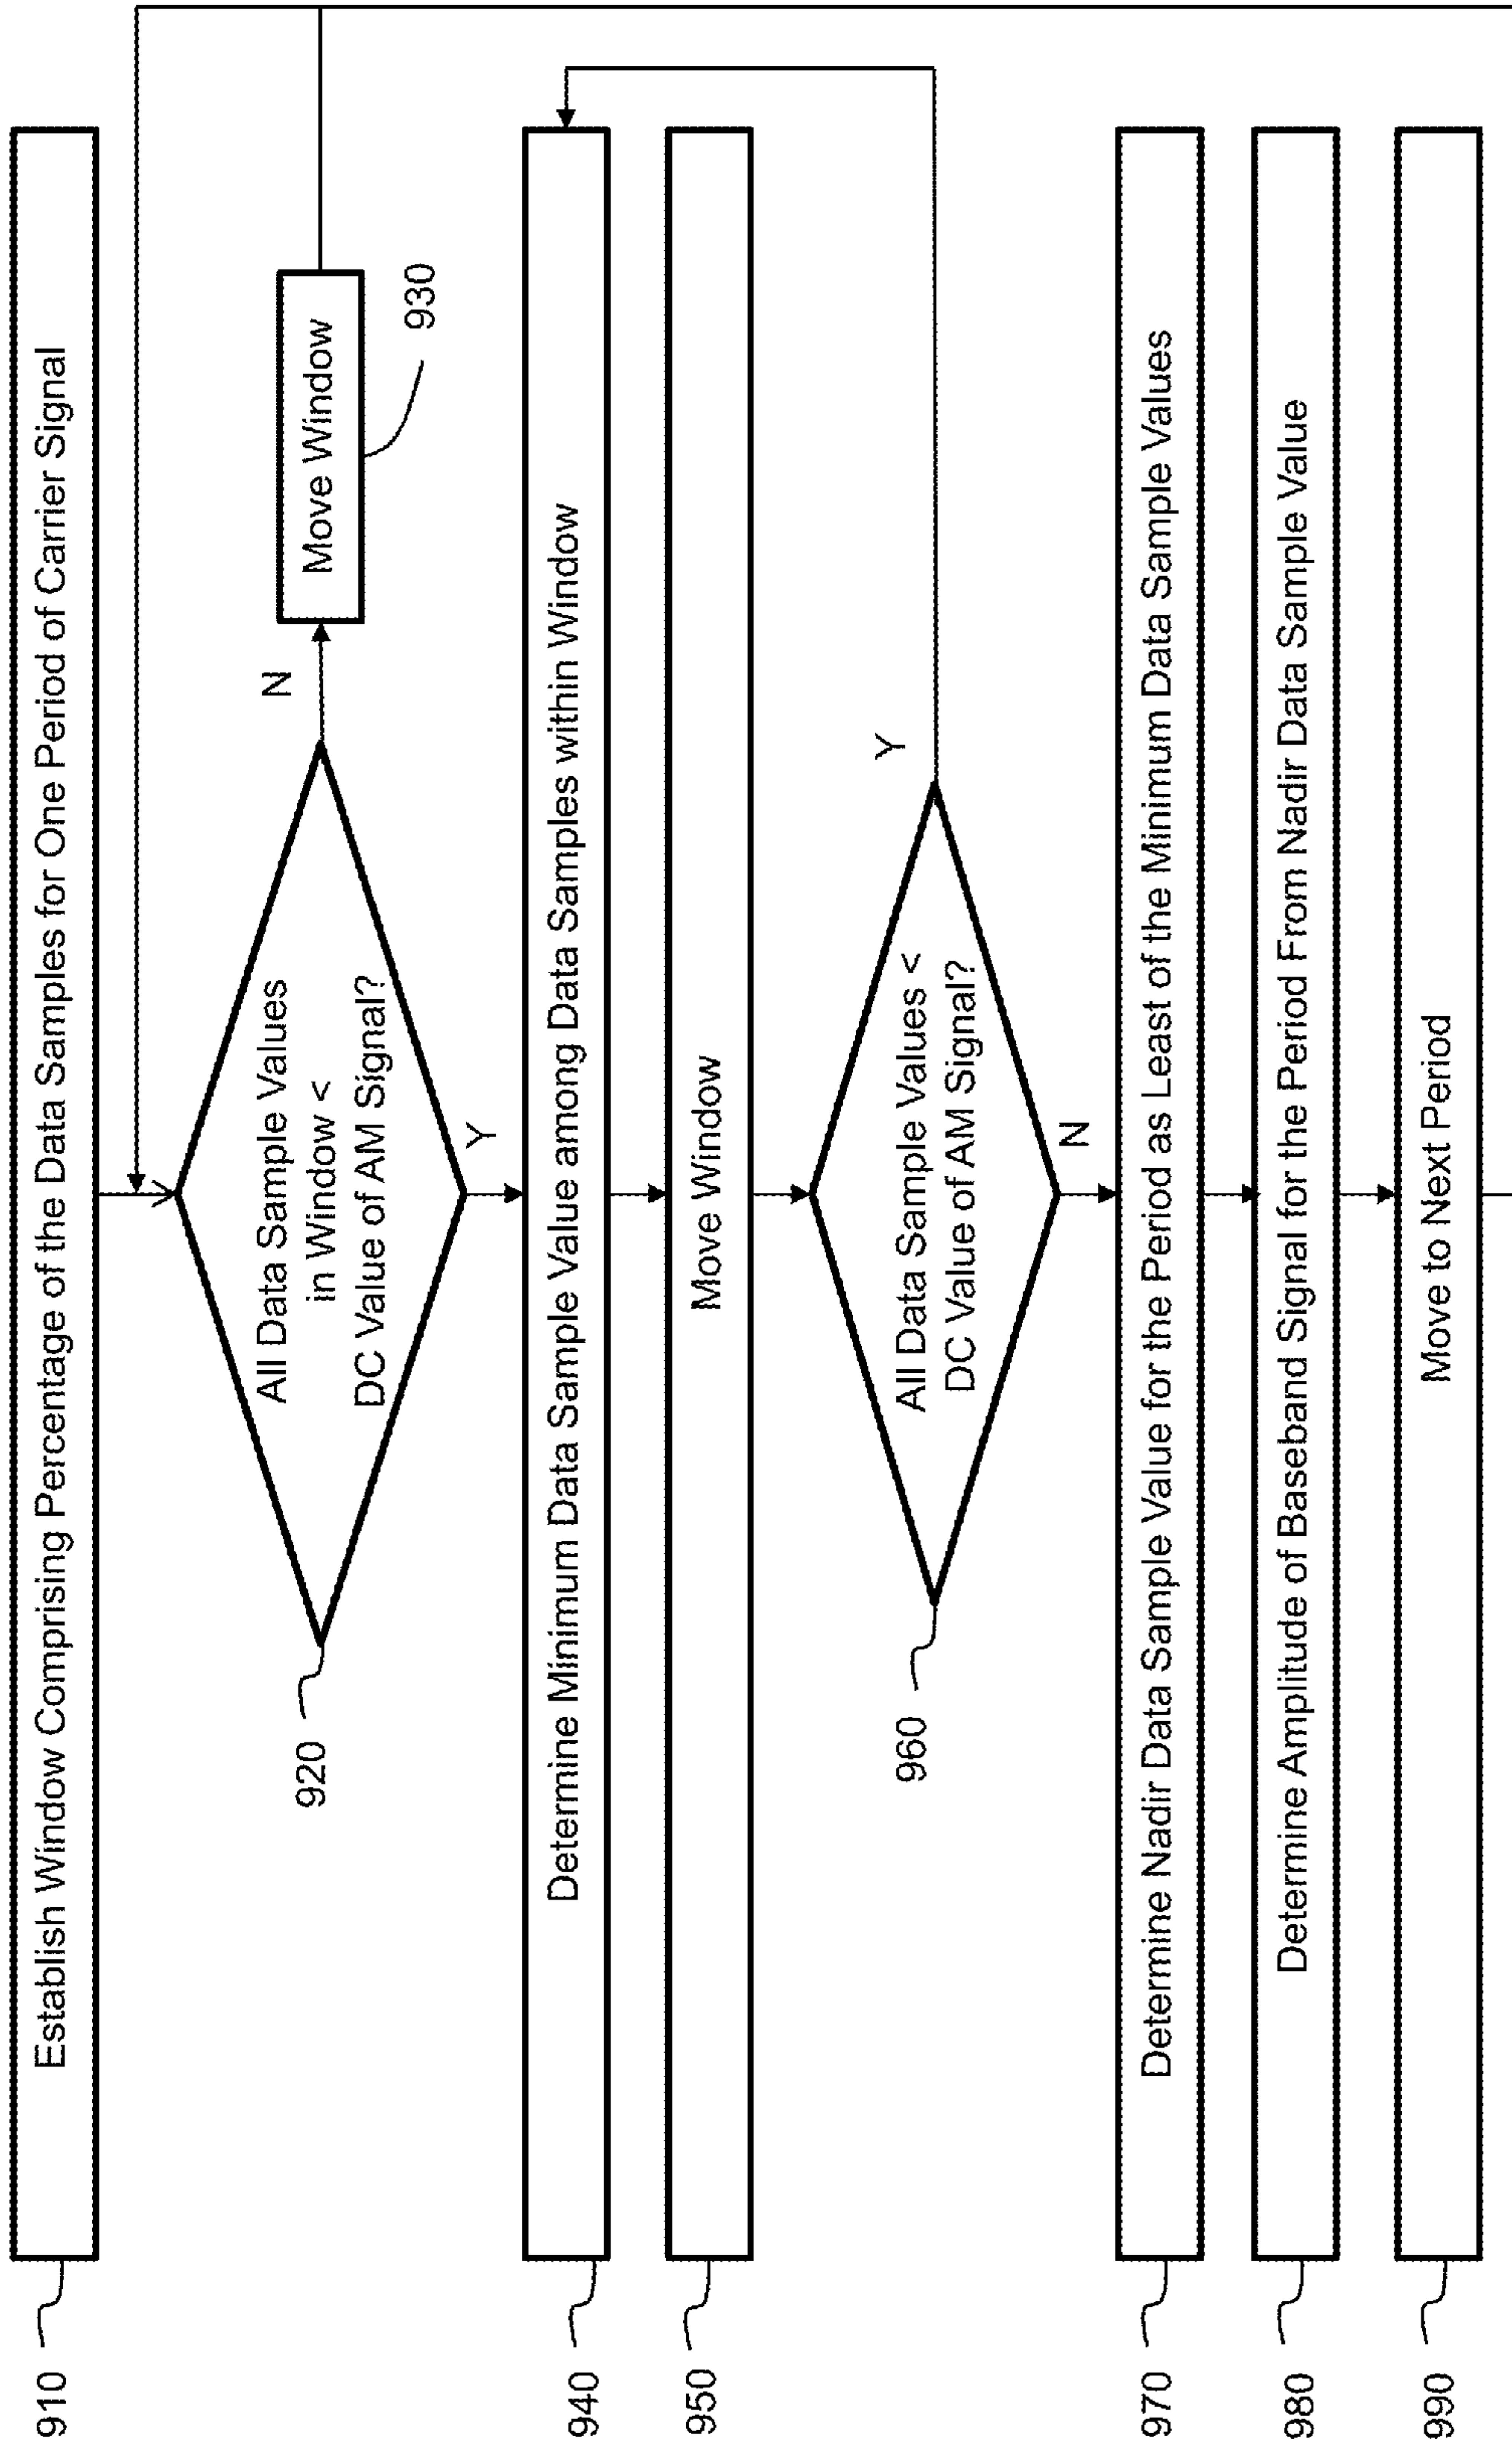 910
Establish Window Comprising Percentage of the Data Samples for One Period of Carrier Signal
920
All Data Sample Values
in Window <
DC Value of AM Signal?
N
Move Window
930
Y
940
Determine Minimum Data Sample Value among Data Samples within Window
950
Move Window
960
All Data Sample Values <
DC Value of AM Signal?
Y
N
970
Determine Nadir Data Sample Value for the Period as Least of the Minimum Data Sample Values
980
Determine Amplitude of Baseband Signal for the Period From Nadir Data Sample Value
990
Move to Next Period